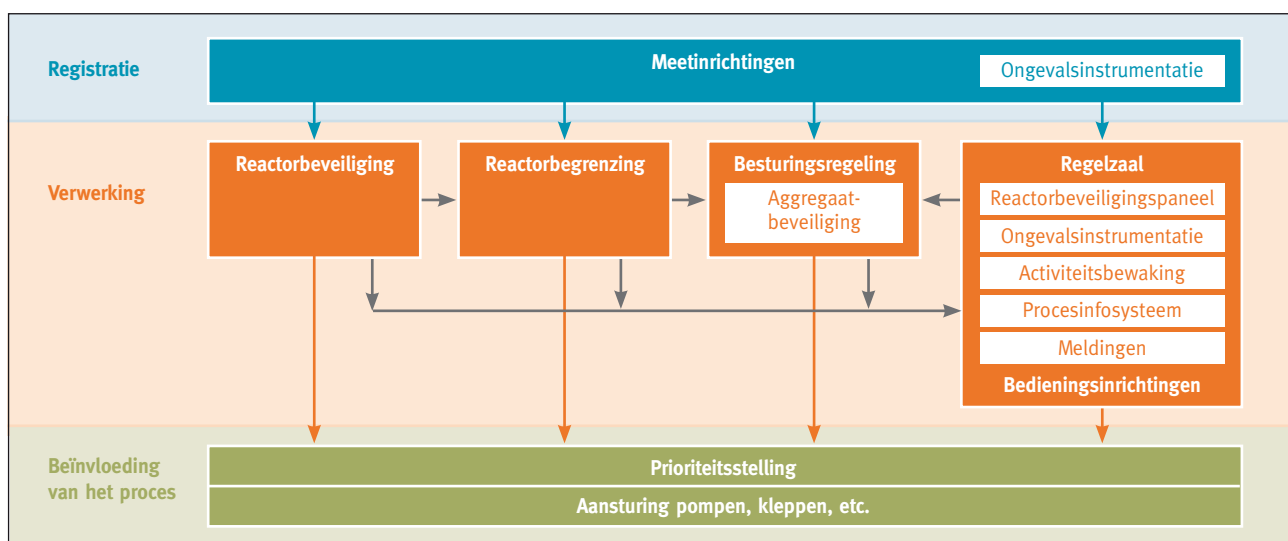 Registratie
Meetinrichtingen
Ongevalsinstrumentatie
Verwerking
Reactorbeveiliging
Reactorbegrenzing
Besturingsregeling
Aggregaat-
beveiliging
Regelzaal
Reactorbeveiligingspaneel
Ongevalsinstrumentatie
Activiteitsbewaking
Procesinfosysteem
Meldingen
Bedieningsinrichtingen
Beïnvloeding
van het proces
Prioriteitsstelling
Aansturing pompen, kleppen, etc.